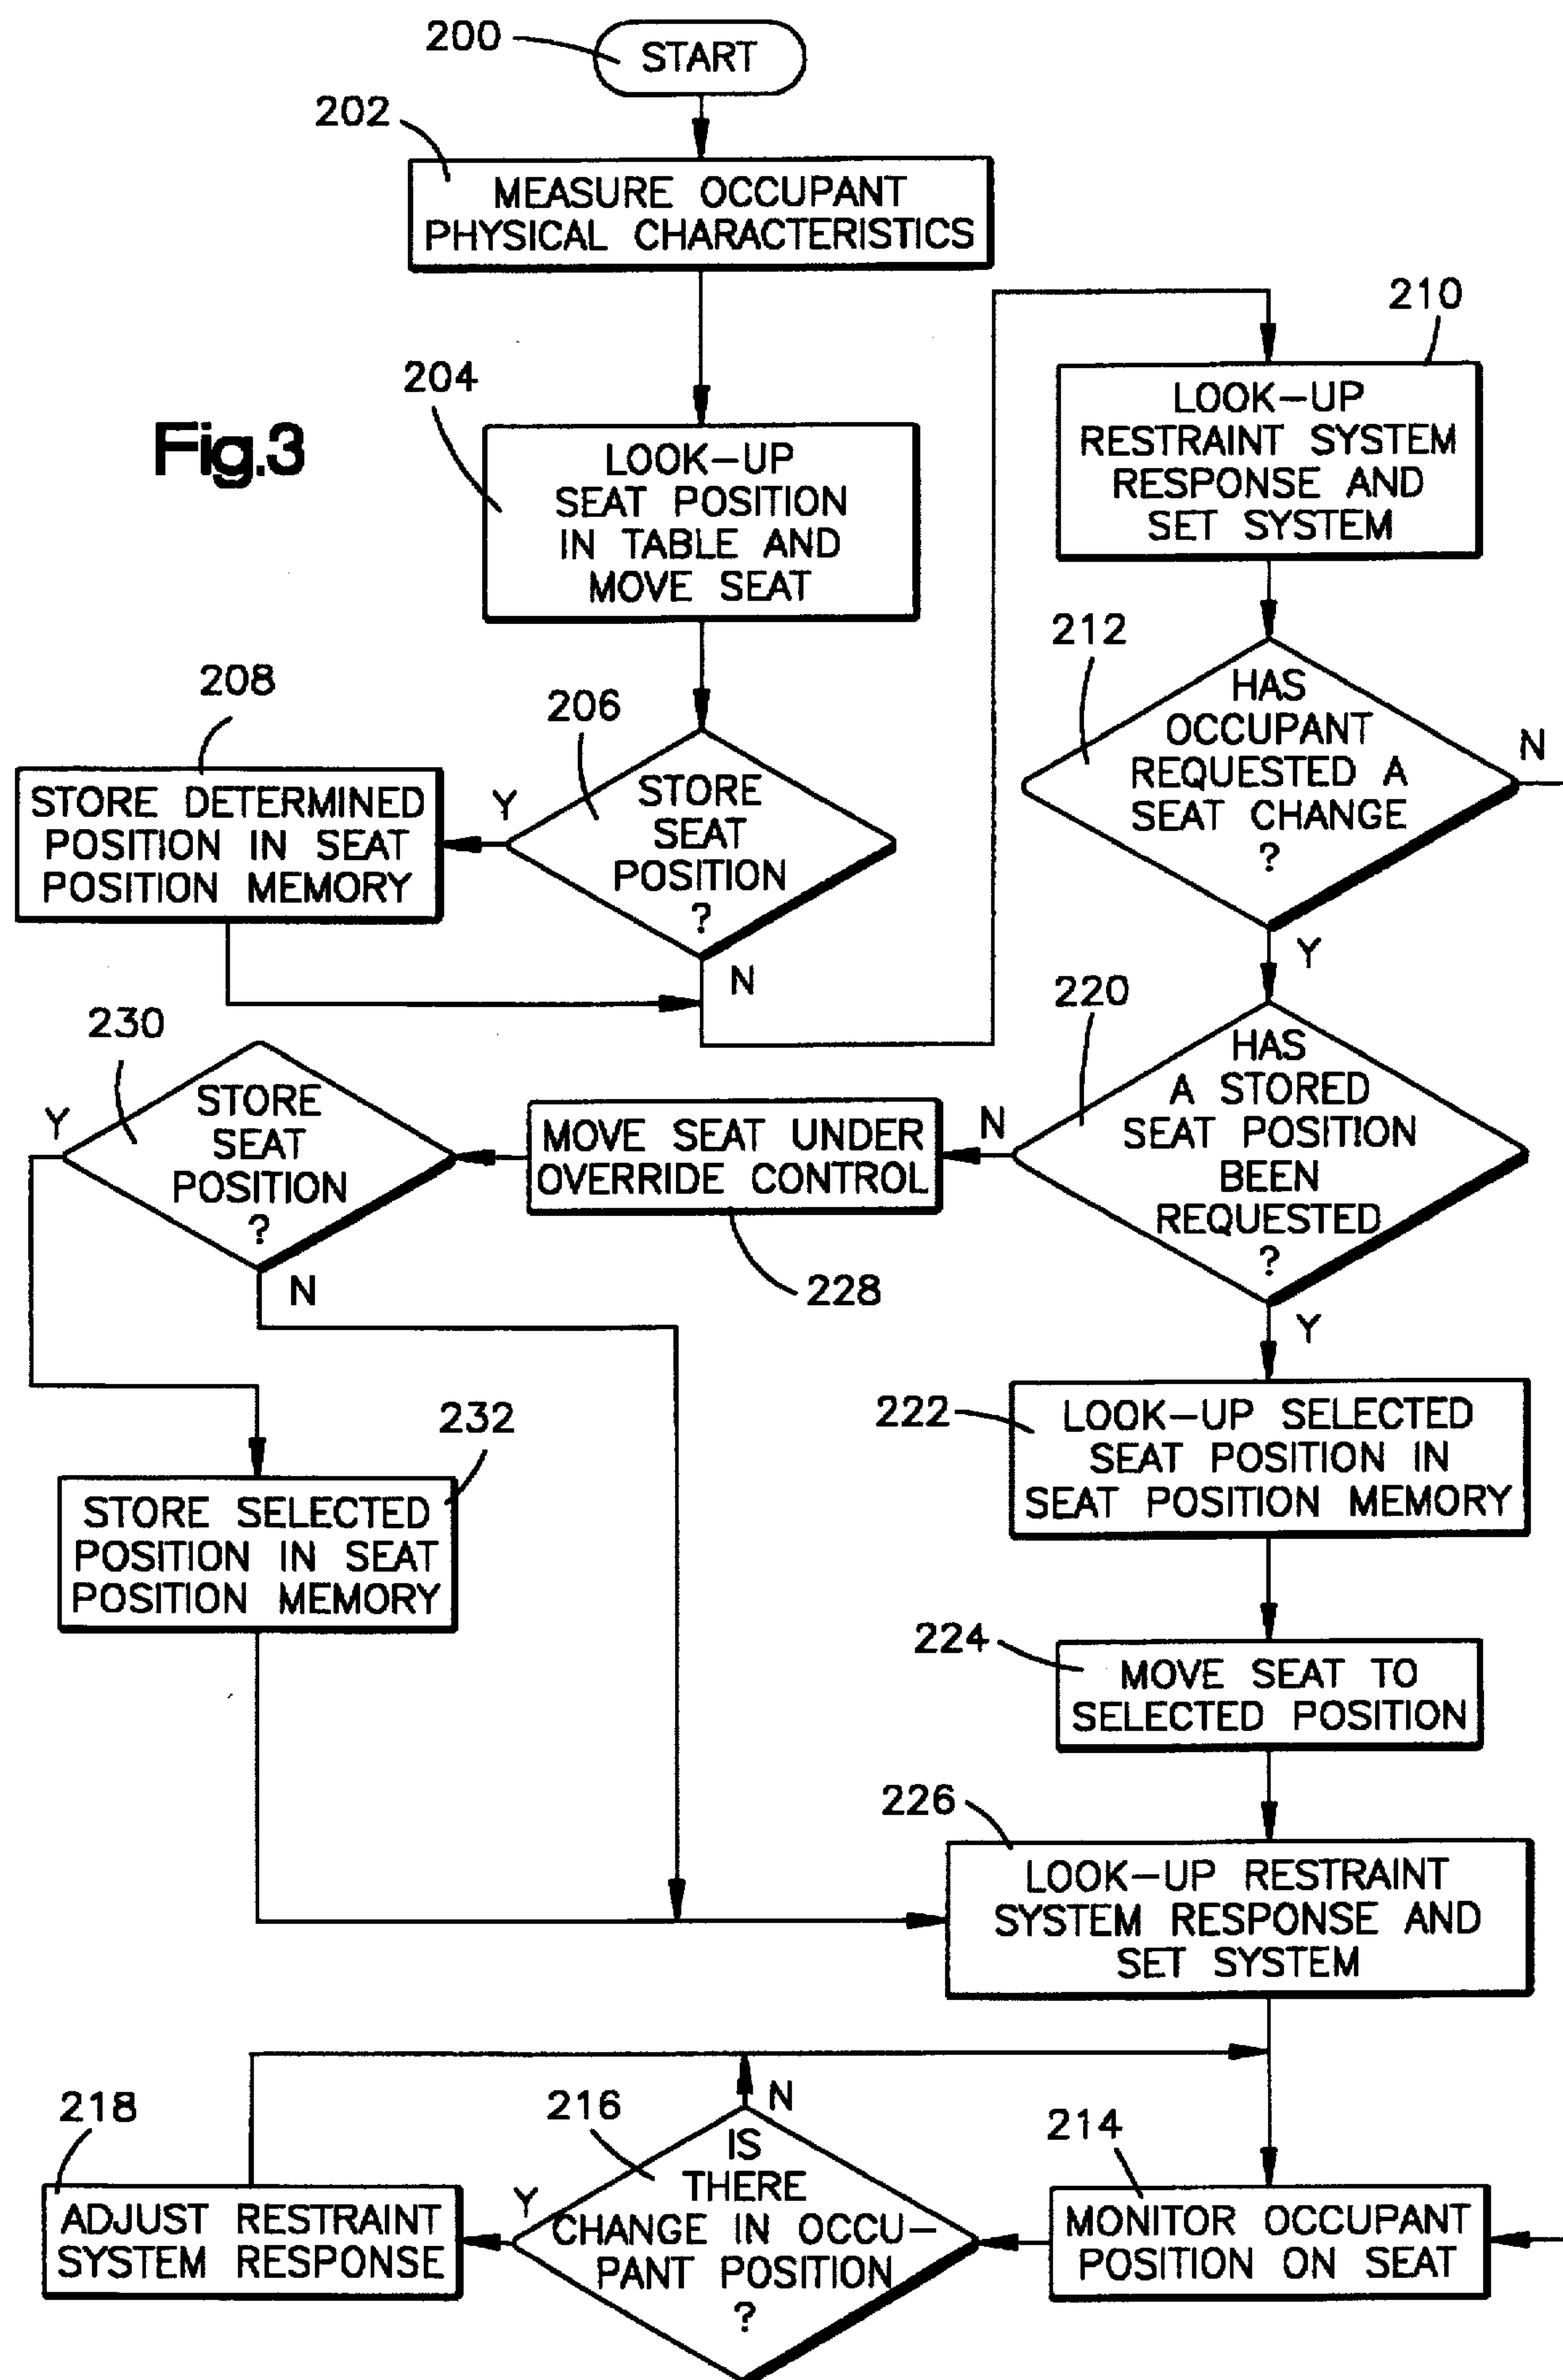 200
START
202
MEASURE OCCUPANT
PHYSICAL CHARACTERISTICS
Fig.3
204
LOOK-UP
SEAT POSITION
IN TABLE AND
MOVE SEAT
206
STORE
SEAT
POSITION
?
Y
N
208
STORE DETERMINED
POSITION IN SEAT
POSITION MEMORY
210
LOOK-UP
RESTRAINT SYSTEM
RESPONSE AND
SET SYSTEM
212
HAS
OCCUPANT
REQUESTED A
SEAT CHANGE
?
N
Y
220
HAS
A STORED
SEAT POSITION
BEEN
REQUESTED
?
N
Y
228
MOVE SEAT UNDER
OVERRIDE CONTROL
230
STORE
SEAT
POSITION
?
Y
N
232
STORE SELECTED
POSITION IN SEAT
POSITION MEMORY
222
LOOK-UP SELECTED
SEAT POSITION IN
SEAT POSITION MEMORY
224
MOVE SEAT TO
SELECTED POSITION
226
LOOK-UP RESTRAINT
SYSTEM RESPONSE AND
SET SYSTEM
214
MONITOR OCCUPANT
POSITION ON SEAT
216
IS
THERE
CHANGE IN OCCU-
PANT POSITION
?
N
Y
218
ADJUST RESTRAINT
SYSTEM RESPONSE